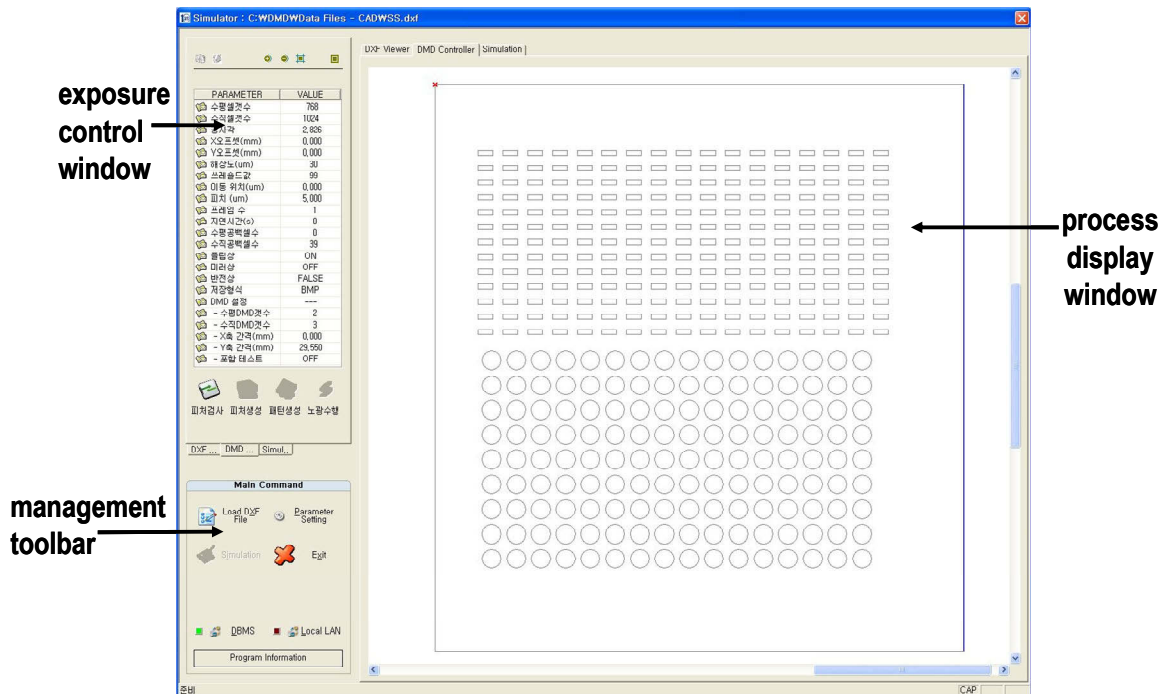 Simulator : C:₩DMD₩Data Files - CAD₩SS.dxf
DXF Viewer DMD Controller Simulation
exposure
control
window
PARAMETER VALUE
수평셀갯수 768
수직셀갯수 1024
주사각 2,826
X오프셋(mm) 0,000
Y오프셋(mm) 0,000
해상도(um) 30
쓰레숄드값 99
이동 위치(um) 0,000
피치 (um) 5,000
프레임 수 1
지연시간(s) 0
수평공백셀수 0
수직공백셀수 39
플립상 ON
미러상 OFF
반전상 FALSE
저장형식 BMP
DMD 설정 ---
- 수평DMD갯수 2
- 수직DMD갯수 3
- X축 간격(mm) 0,000
- Y축 간격(mm) 29,550
- 포함 테스트 OFF
피처검사 피처생성 패턴생성 노광수행
DXF ... DMD ... Simul...
process
display
window
management
toolbar
Main Command
Load DXF
File
Parameter
Setting
Simulation Exit
DBMS Local LAN
Program Information
준비 CAP